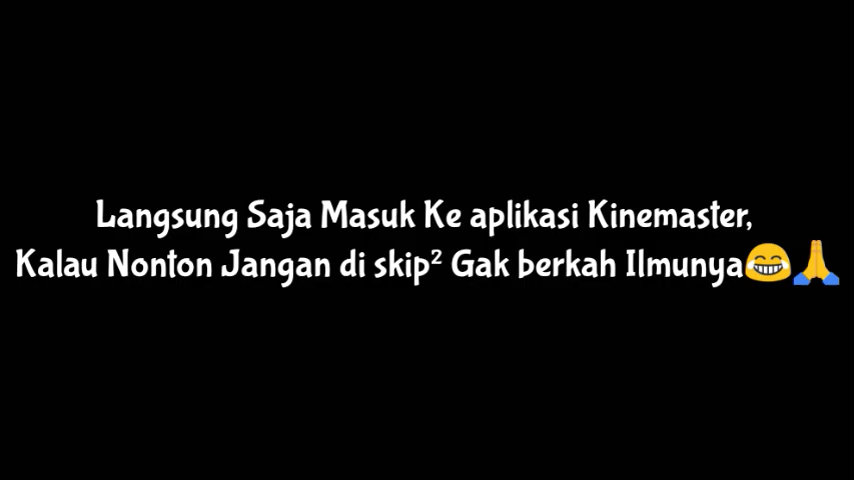 Langsung Saja Masuk Ke aplikasi Kinemaster,
Kalau Nonton Jangan di skip² Gak berkah Ilmunya😂🙏